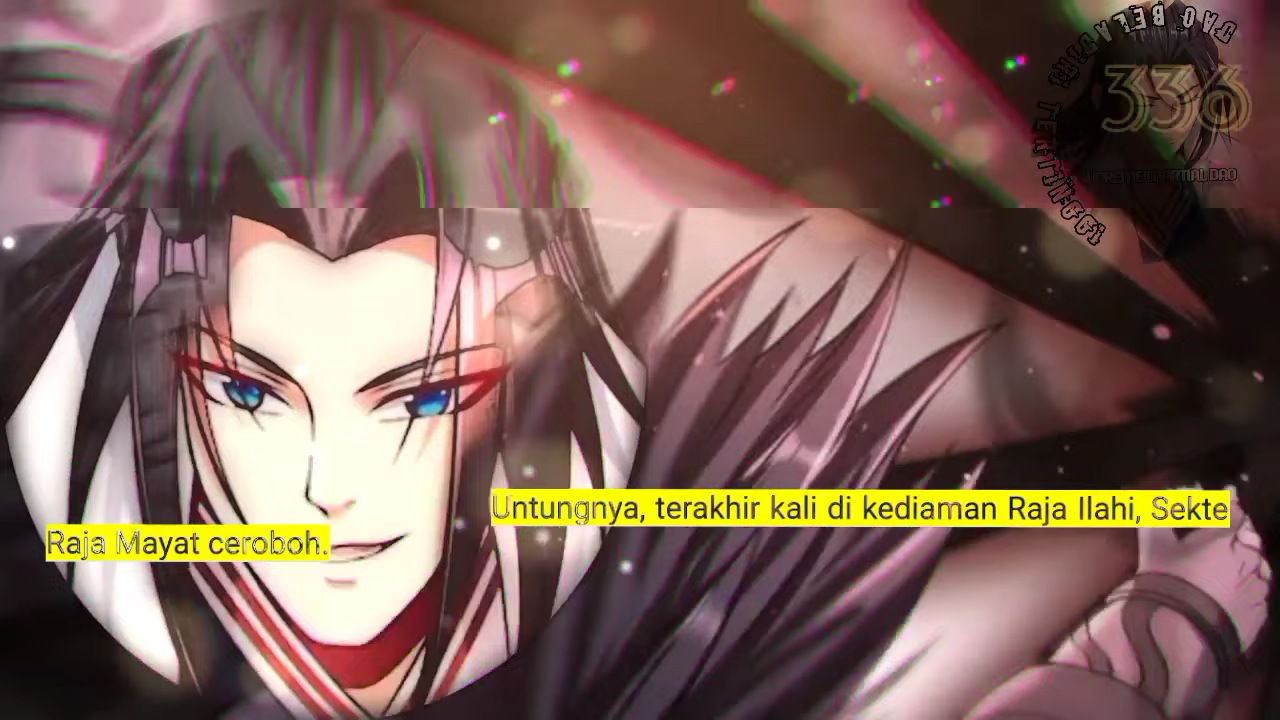 336
Untungnya, terakhir kali di kediaman Raja Ilahi, Sekte
Raja Mayat ceroboh.